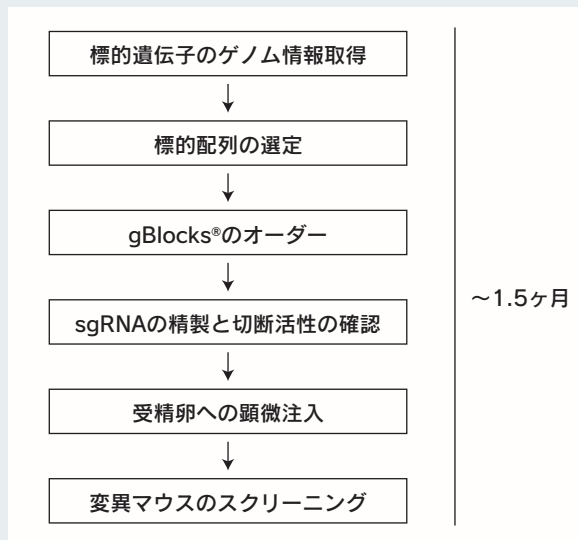 標的遺伝子のゲノム情報取得
標的配列の選定
gBlocks®のオーダー
sgRNAの精製と切断活性の確認
受精卵への顕微注入
変異マウスのスクリーニング
〜1.5ヶ月